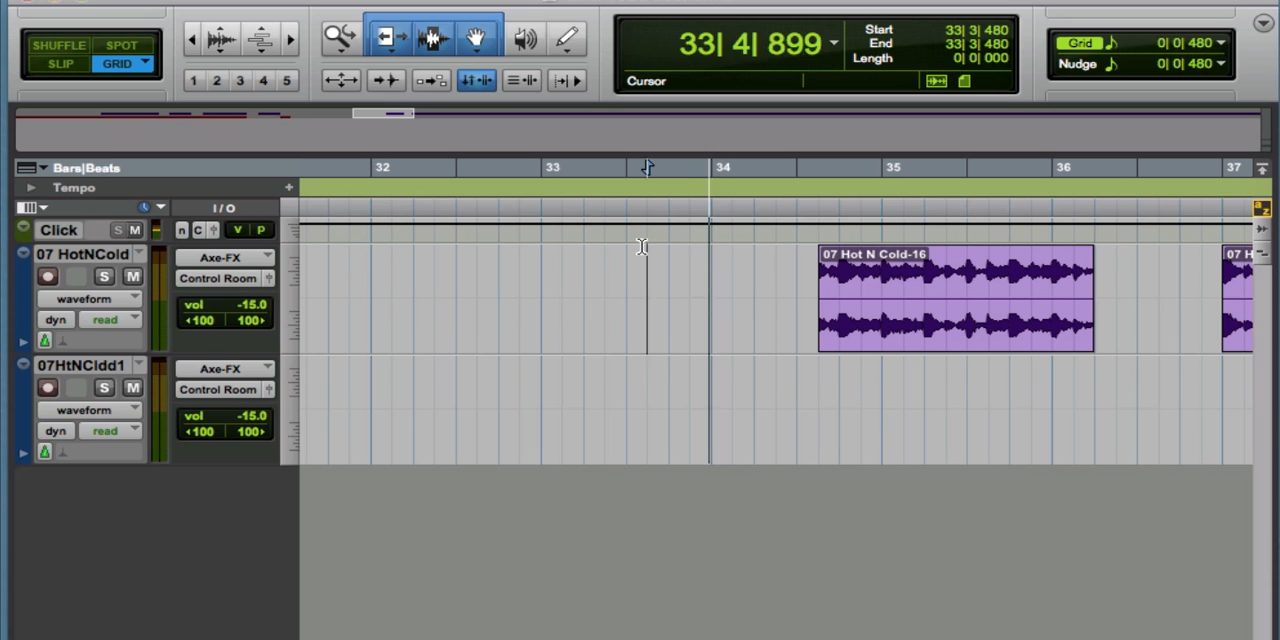 SHUFFLE SPOT
SLIP GRID
1 2 3 4 5
33| 4| 899
Start 33| 3| 480
End 33| 3| 480
Length 0| 0| 000
Cursor
Grid 0| 0| 480
Nudge 0| 0| 480
Bars|Beats 32 33 34 35 36 37
Tempo +
I/O
a z
Click S M n C V P
07 HotNCold
S M
waveform
dyn read
Axe-FX
Control Room
vol -15.0
100 100
07 Hot N Cold-16
07 H
07HtNCldd1
S M
waveform
dyn read
Axe-FX
Control Room
vol -15.0
100 100